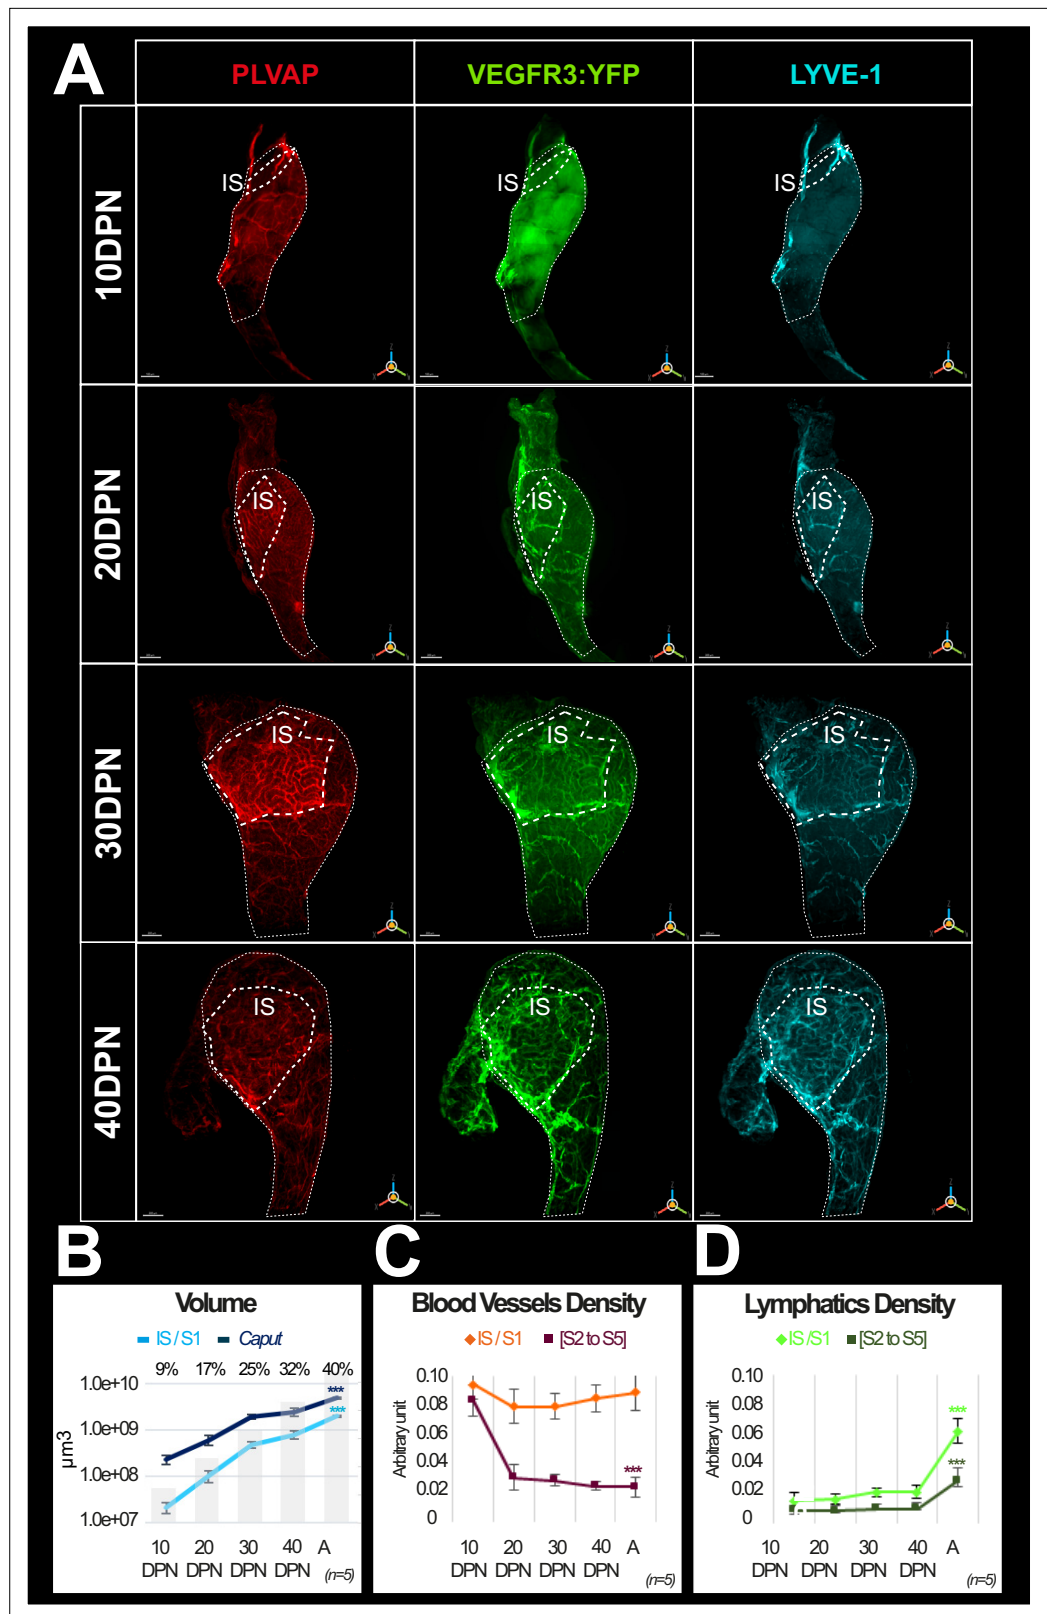 A
PLVAP
VEGFR3:YFP
LYVE-1
10DPN
IS
IS
IS
20DPN
IS
IS
IS
30DPN
IS
IS
IS
40DPN
IS
IS
IS
B
C
D
Volume
IS / S1
Caput
9%
17%
25%
32%
40%
1.0e+10
1.0e+09
1.0e+08
1.0e+07
µm3
***
***
10
DPN
20
DPN
30
DPN
40
DPN
A
(n=5)
Blood Vessels Density
IS / S1
[S2 to S5]
Arbitrary unit
0.10
0.08
0.06
0.04
0.02
0
***
10
DPN
20
DPN
30
DPN
40
DPN
A
(n=5)
Lymphatics Density
IS /S1
[S2 to S5]
Arbitrary unit
0.10
0.08
0.06
0.04
0.02
0
***
***
10
DPN
20
DPN
30
DPN
40
DPN
A
(n=5)